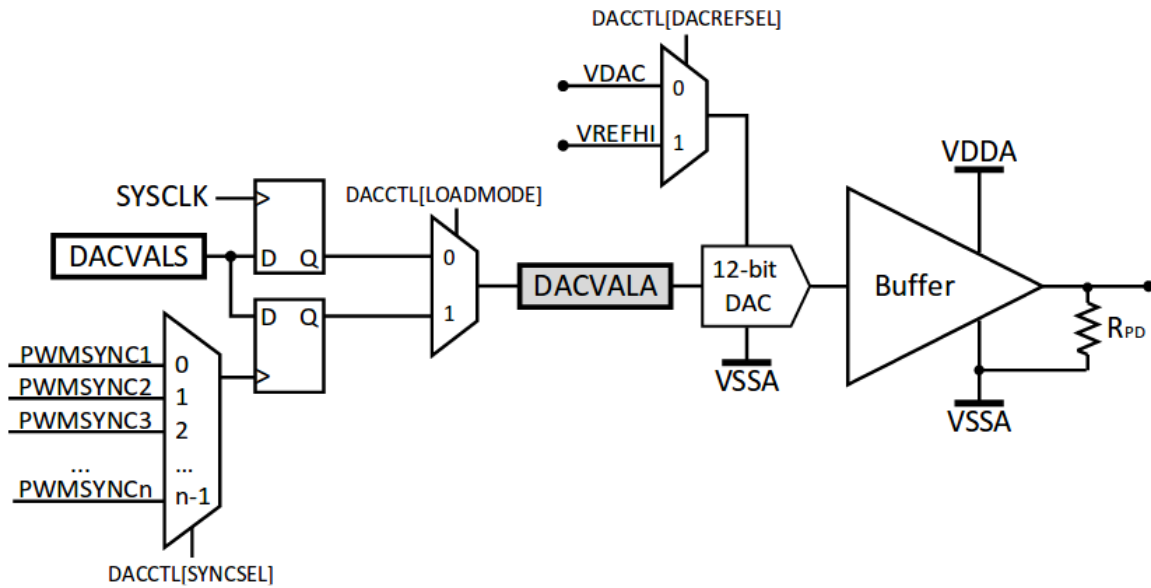 DACCTL[DACREFSEL]
VDAC
0
VREFHI
1
VDDA
SYSCLK
DACCTL[LOADMODE]
DACVALS
D Q
0
12-bit
DAC
Buffer
DACVALA
D Q
1
RPD
PWMSYNC1
0
PWMSYNC2
1
PWMSYNC3
2
VSSA
VSSA
...
...
PWMSYNCn
n-1
DACCTL[SYNCSEL]